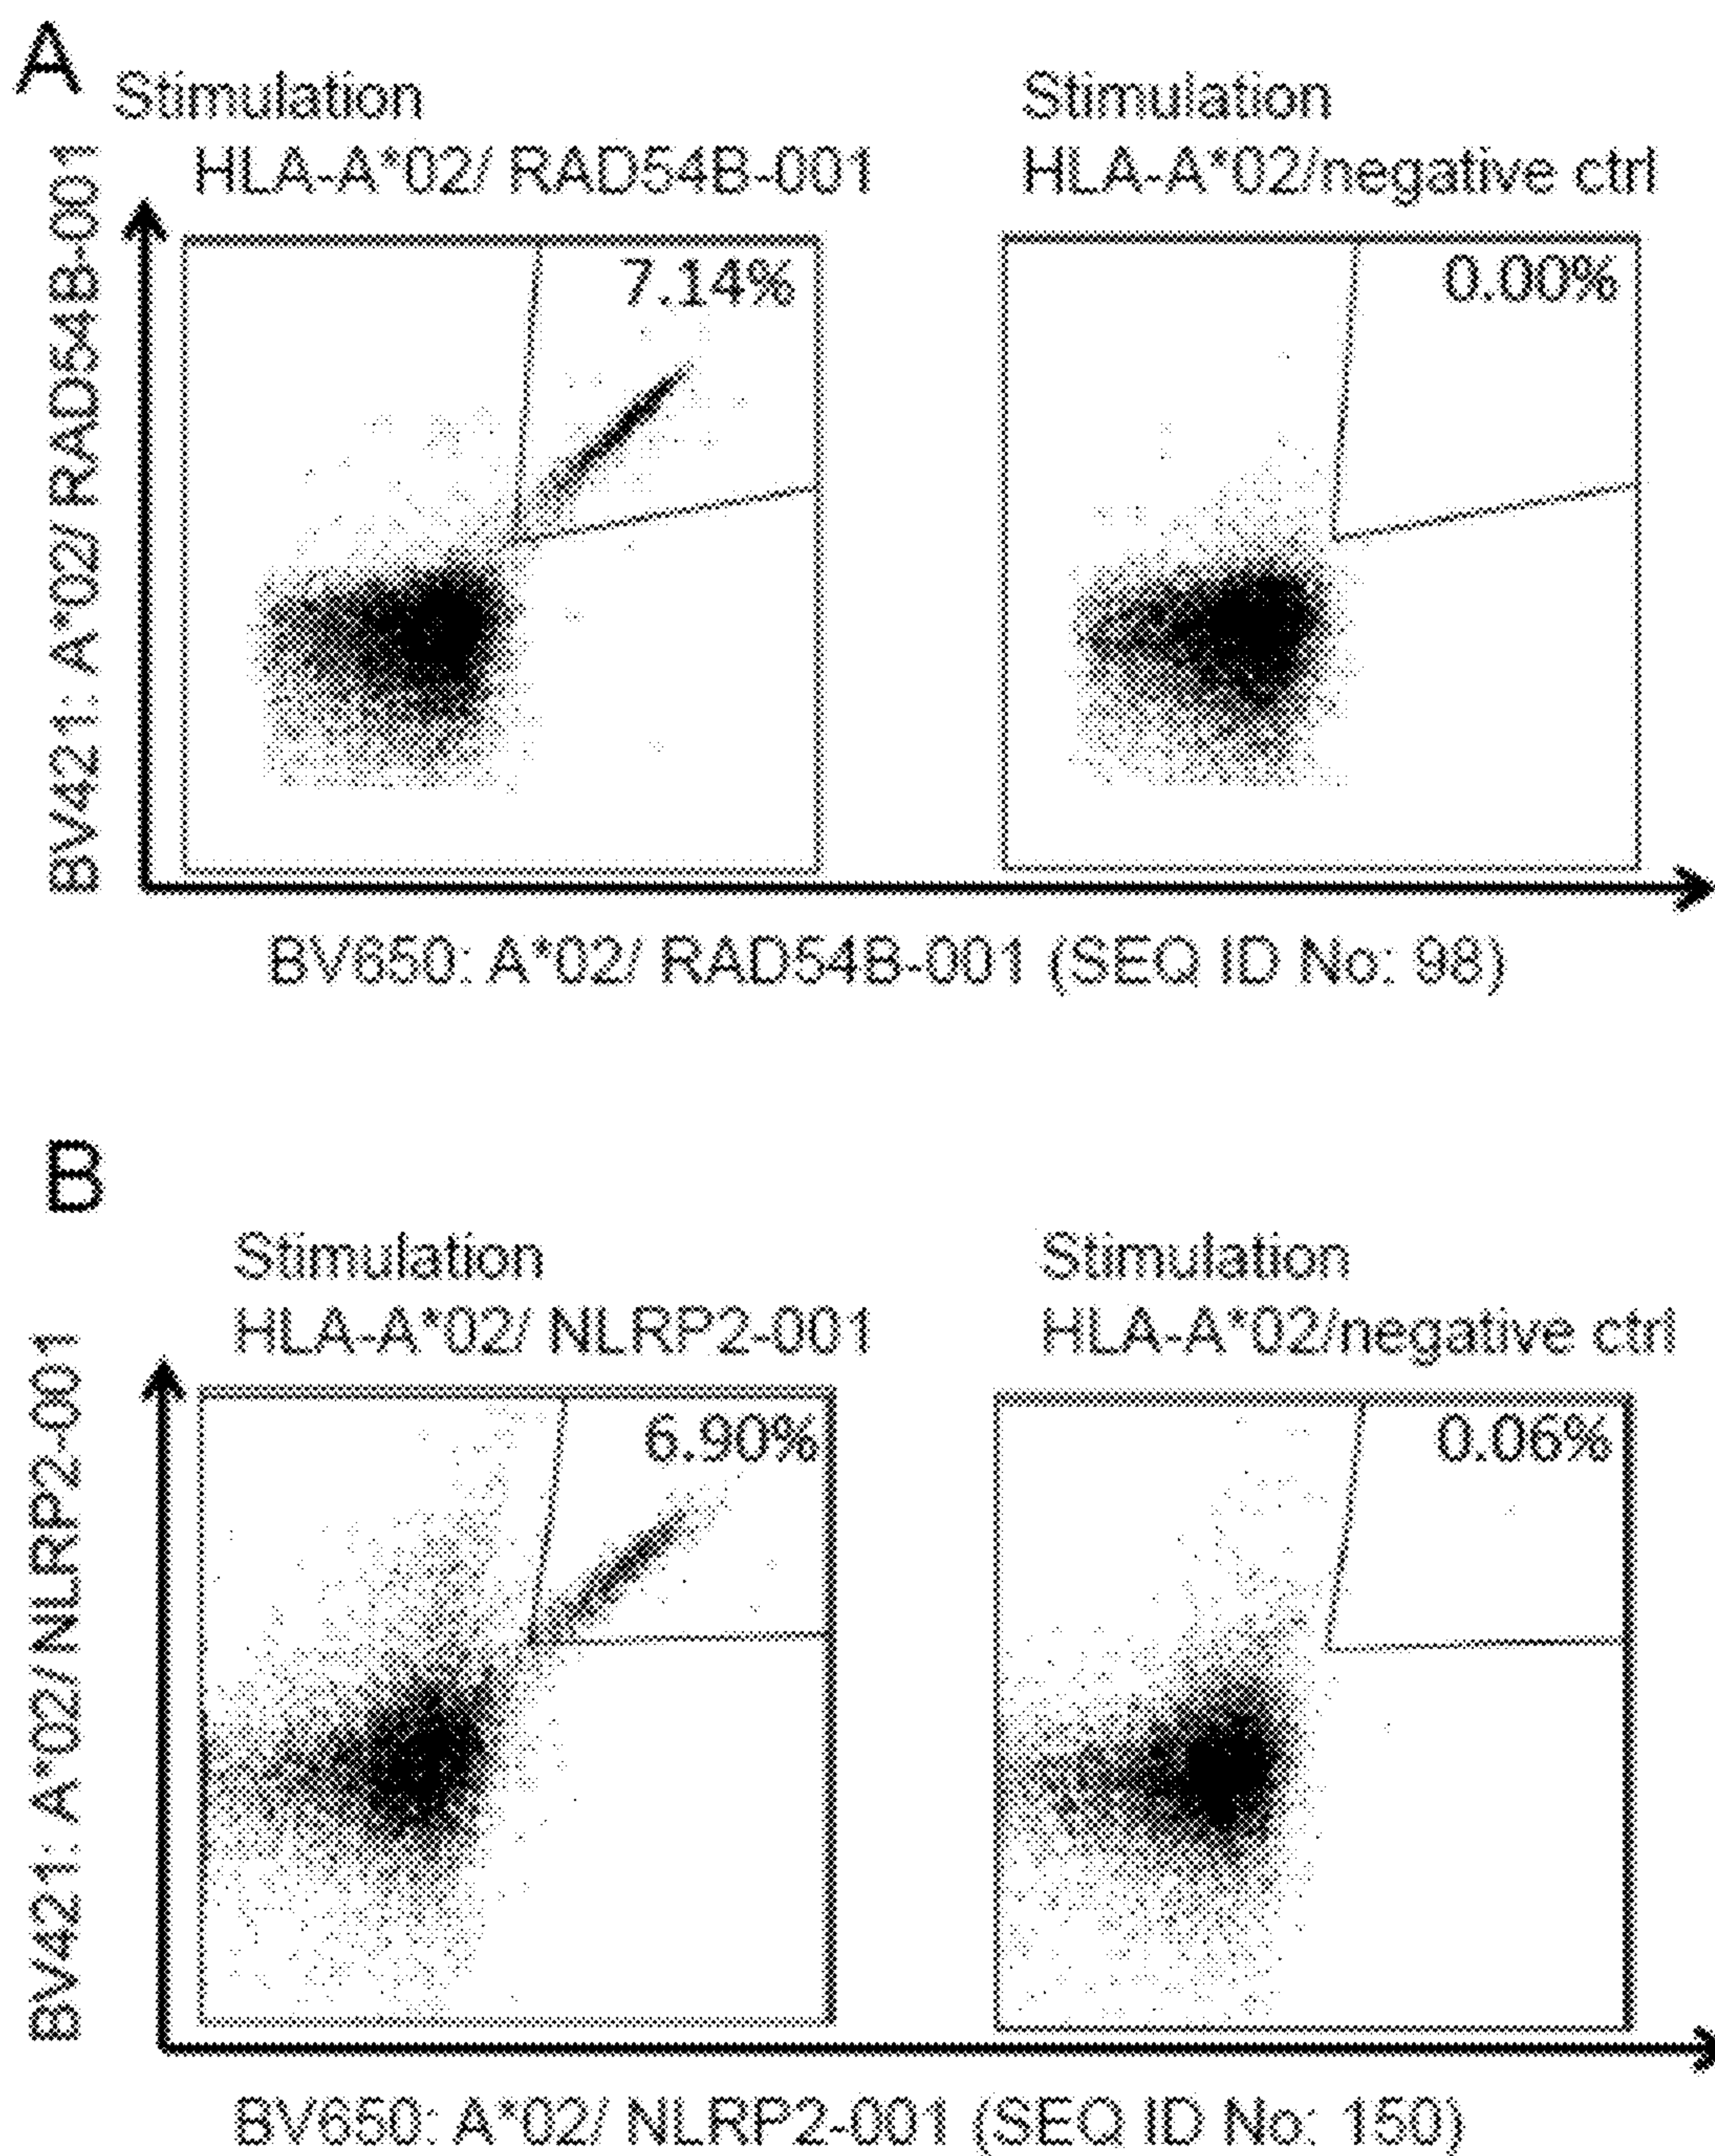 A
Stimulation
HLA-A*02/ RAD54B-001
Stimulation
HLA-A*02/negative ctrl
BV421: A*02/ RAD54B-001
7.14%
0.00%
BV650: A*02/ RAD54B-001 (SEQ ID No: 98)
B
Stimulation
HLA-A*02/ NLRP2-001
Stimulation
HLA-A*02/negative ctrl
BV421: A*02/ NLRP2-001
6.90%
0.06%
BV650: A*02/ NLRP2-001 (SEQ ID No: 150)